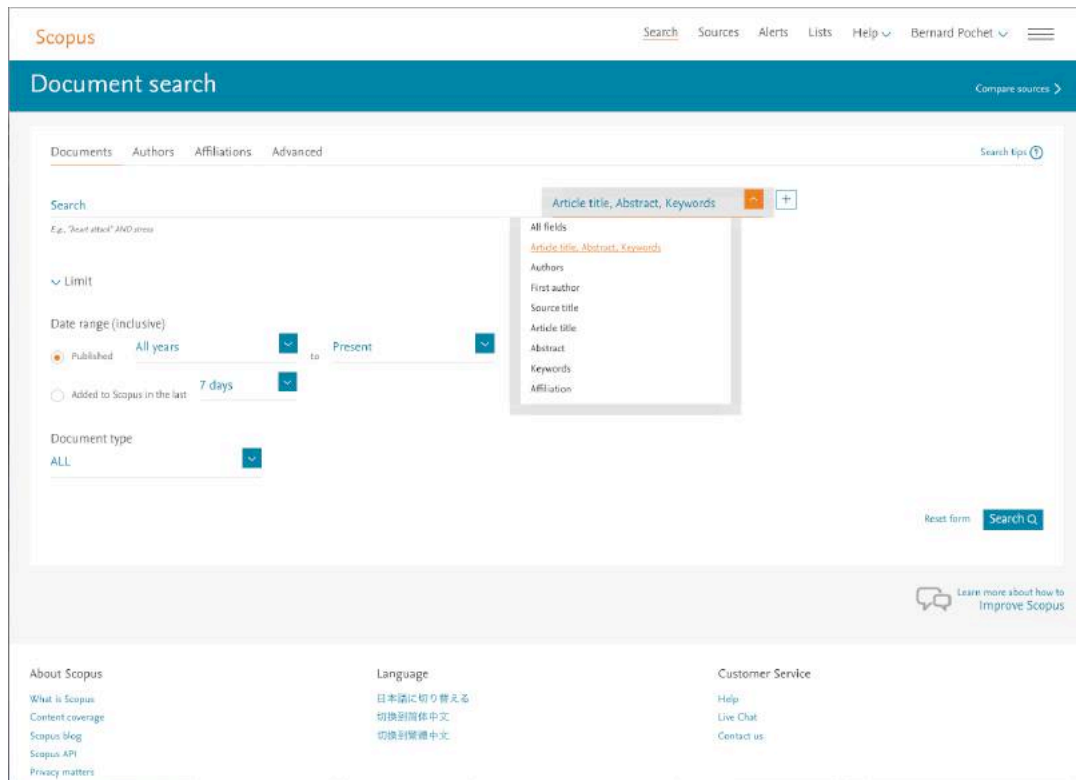 Scopus
Search Sources Alerts Lists Help Bernard Pochet
Document search
Compare sources
Documents Authors Affiliations Advanced
Search tips
Search
Article title, Abstract, Keywords
E.g., "heart attack" AND stress
All fields
Article title, Abstract, Keywords
Authors
First author
Source title
Article title
Abstract
Keywords
Affiliation
Limit
Date range (inclusive)
Published All years to Present
Added to Scopus in the last 7 days
Document type
ALL
Reset form Search
Learn more about how to
Improve Scopus
About Scopus
What is Scopus
Content coverage
Scopus blog
Scopus API
Privacy matters
Language
日本語に切り替える
切换到简体中文
切換到繁體中文
Customer Service
Help
Live Chat
Contact us